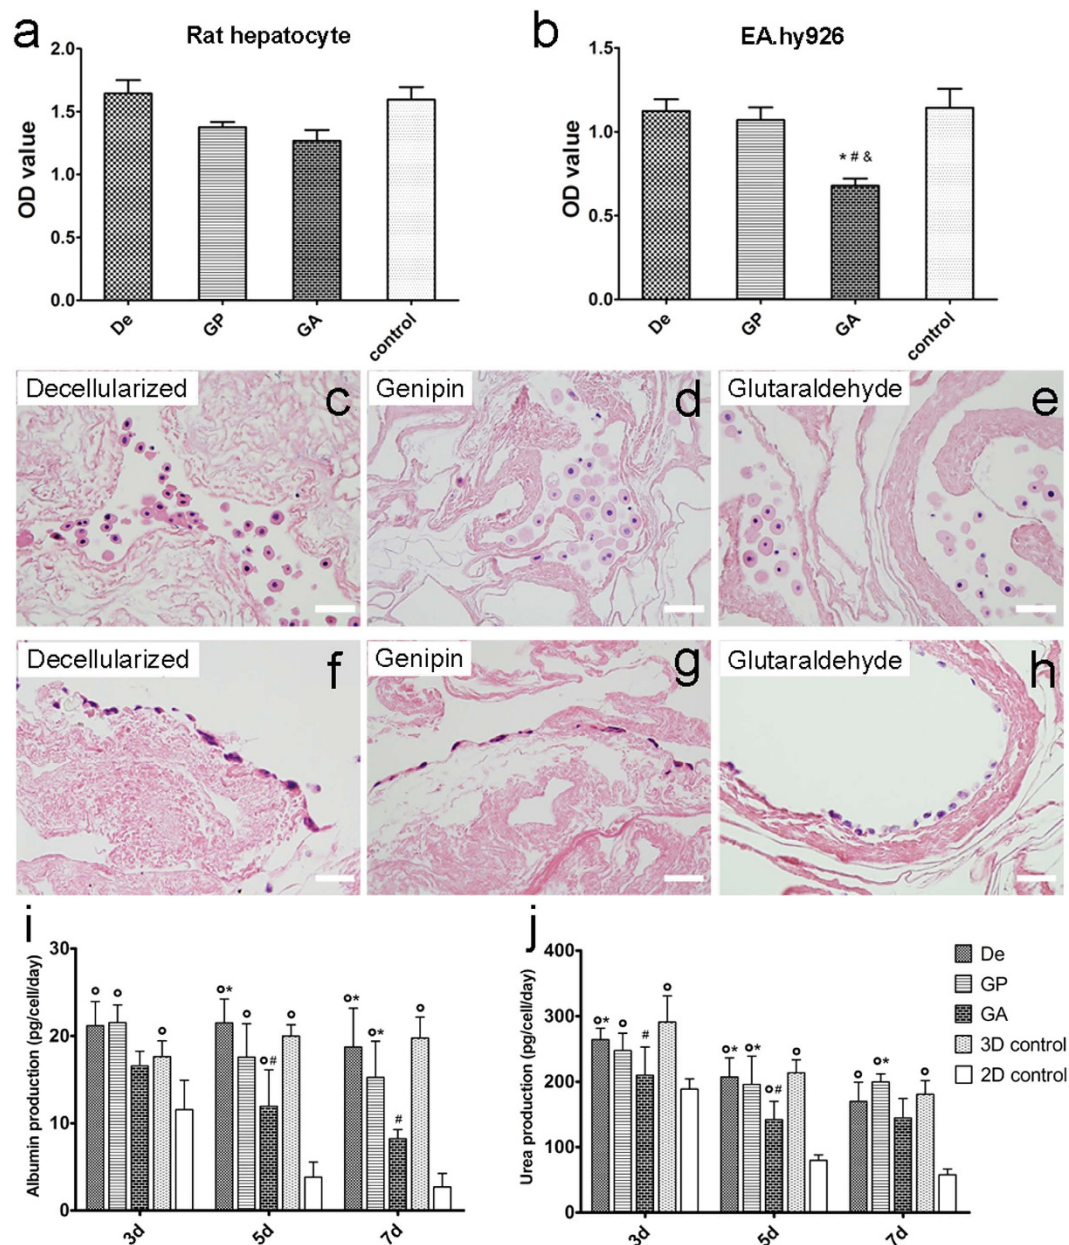 a
Rat hepatocyte
OD value
2.0
1.5
1.0
0.5
0.0
De
GP
GA
control
b
EA.hy926
OD value
1.5
1.0
0.5
0.0
* # &
De
GP
GA
control
Decellularized
c
Genipin
d
Glutaraldehyde
e
Decellularized
f
Genipin
g
Glutaraldehyde
h
i
Albumin production (pg/cell/day)
30
20
10
0
o o o
o* o o# o
o* o* # o
3d
5d
7d
j
Urea production (pg/cell/day)
400
300
200
100
0
o* o # o
o* o* o# o
o o* o
3d
5d
7d
De
GP
GA
3D control
2D control